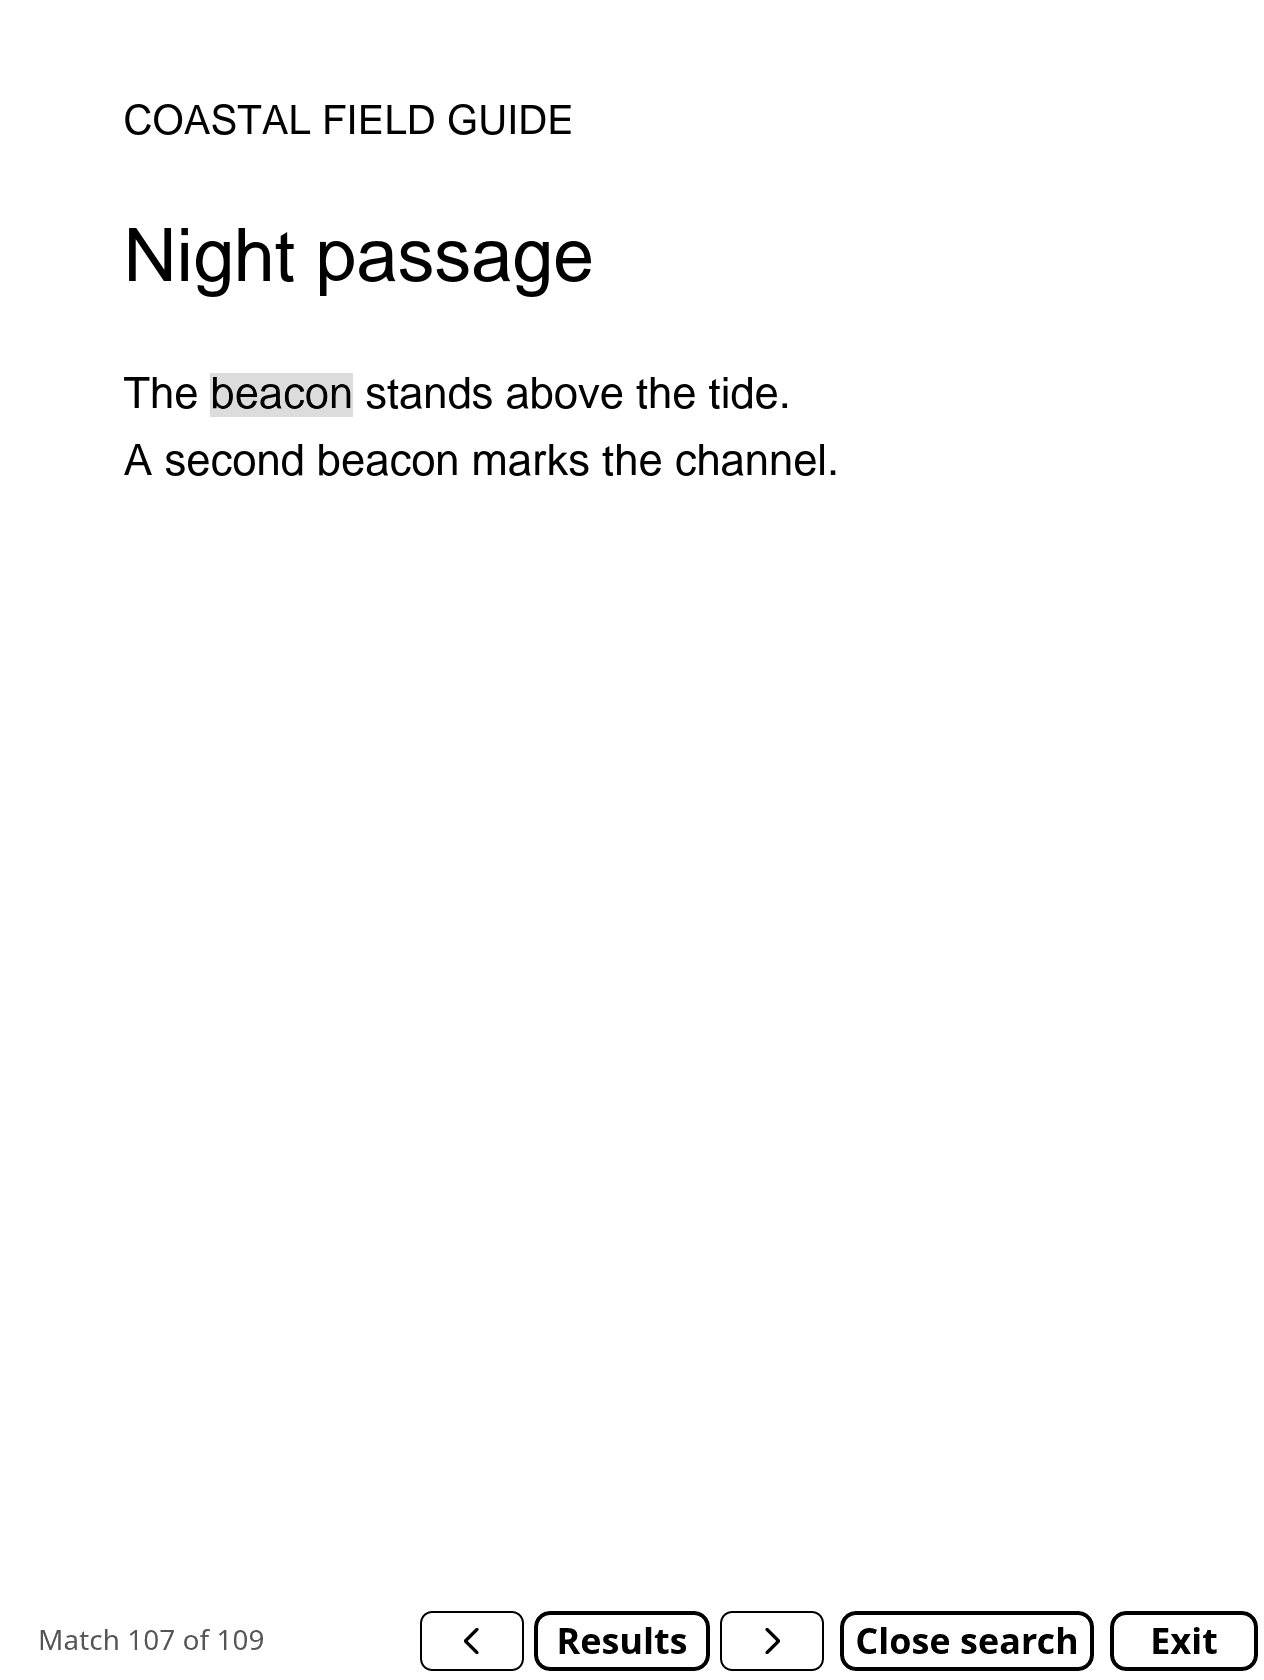 COASTAL FIELD GUIDE
Night passage
The beacon stands above the tide.
A second beacon marks the channel.
Match 107 of 109
Results
Close search
Exit